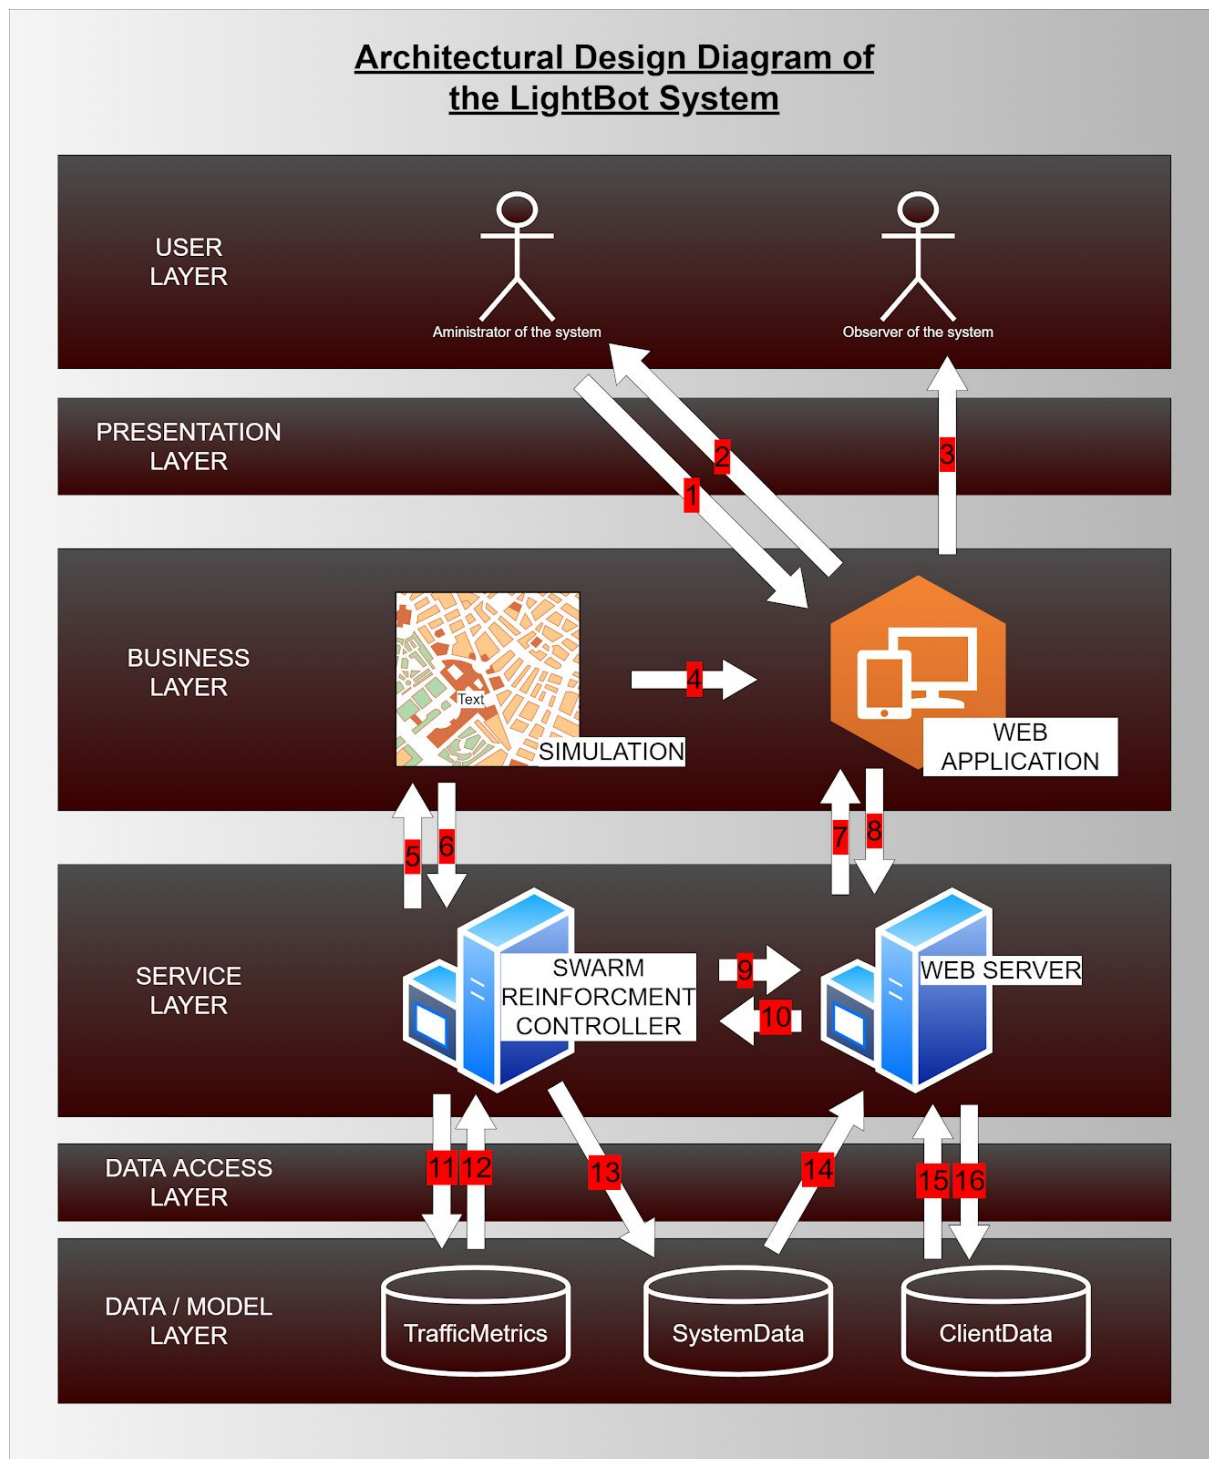 Architectural Design Diagram of
the LightBot System
USER
LAYER
Aministrator of the system
Observer of the system
PRESENTATION
LAYER
2
3
1
BUSINESS
LAYER
Text
SIMULATION
4
WEB
APPLICATION
5
6
7
8
SERVICE
LAYER
SWARM
REINFORCMENT
CONTROLLER
9
10
WEB SERVER
DATA ACCESS
LAYER
11
12
13
14
15
16
DATA / MODEL
LAYER
TrafficMetrics
SystemData
ClientData